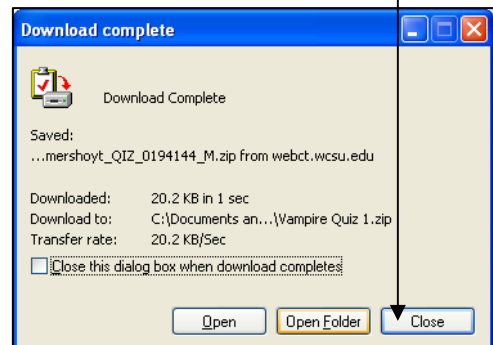 Download complete
Download Complete
Saved:
...mershoyt_QIZ_0194144_M.zip from webct.wcsu.edu
Downloaded: 20.2 KB in 1 sec
Download to: C:\Documents an...\Vampire Quiz 1.zip
Transfer rate: 20.2 KB/Sec
Close this dialog box when download completes
Open Open Folder Close